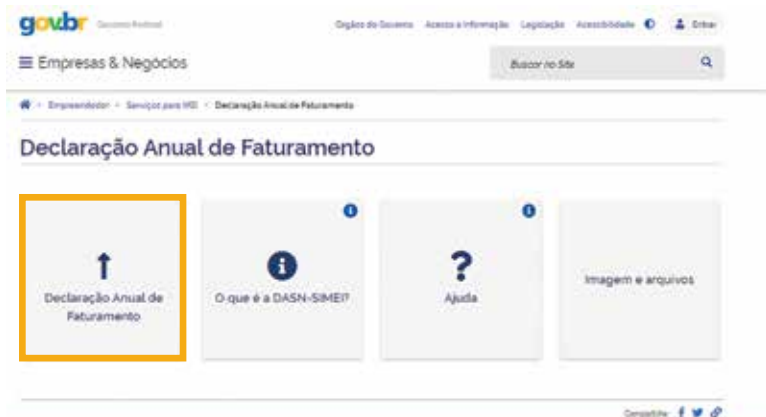 gov.br Governo Federal
Órgãos do Governo Acesso à Informação Legislação Acessibilidade Entrar
Empresas & Negócios
Buscar no Site
Empreendedor > Serviços para MEI > Declaração Anual de Faturamento
Declaração Anual de Faturamento
Declaração Anual de
Faturamento
O que é a DASN-SIMEI?
Ajuda
Imagem e arquivos
Compartilhe: